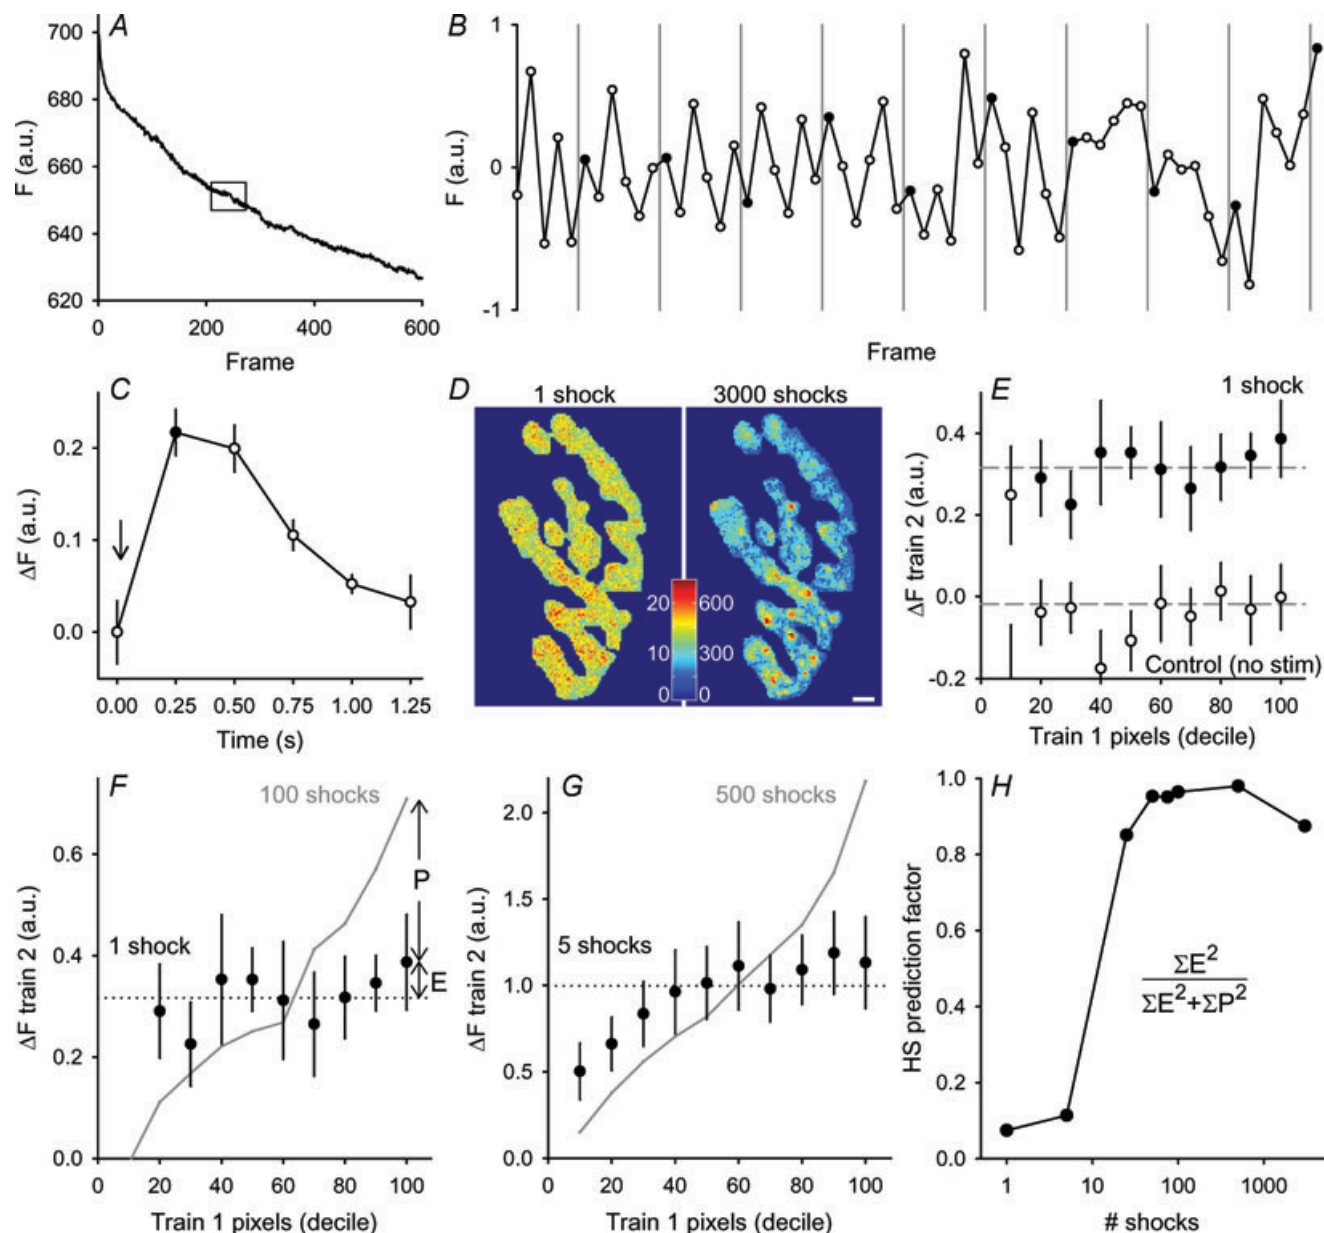 A
F (a.u.)
700
680
660
640
620
0
200
400
600
Frame
B
F (a.u.)
1
0
-1
Frame
C
ΔF (a.u.)
0.2
0.1
0.0
0.00
0.25
0.50
0.75
1.00
1.25
Time (s)
D
1 shock
3000 shocks
20
10
0
600
300
0
E
1 shock
ΔF train 2 (a.u.)
0.4
0.2
0.0
-0.2
Control (no stim)
0
20
40
60
80
100
Train 1 pixels (decile)
F
100 shocks
ΔF train 2 (a.u.)
0.6
0.4
0.2
0.0
1 shock
P
E
0
20
40
60
80
100
Train 1 pixels (decile)
G
500 shocks
ΔF train 2 (a.u.)
2.0
1.5
1.0
0.5
0.0
5 shocks
0
20
40
60
80
100
Train 1 pixels (decile)
H
HS prediction factor
1.0
0.8
0.6
0.4
0.2
0.0
ΣE²
ΣE²+ΣP²
1
10
100
1000
# shocks